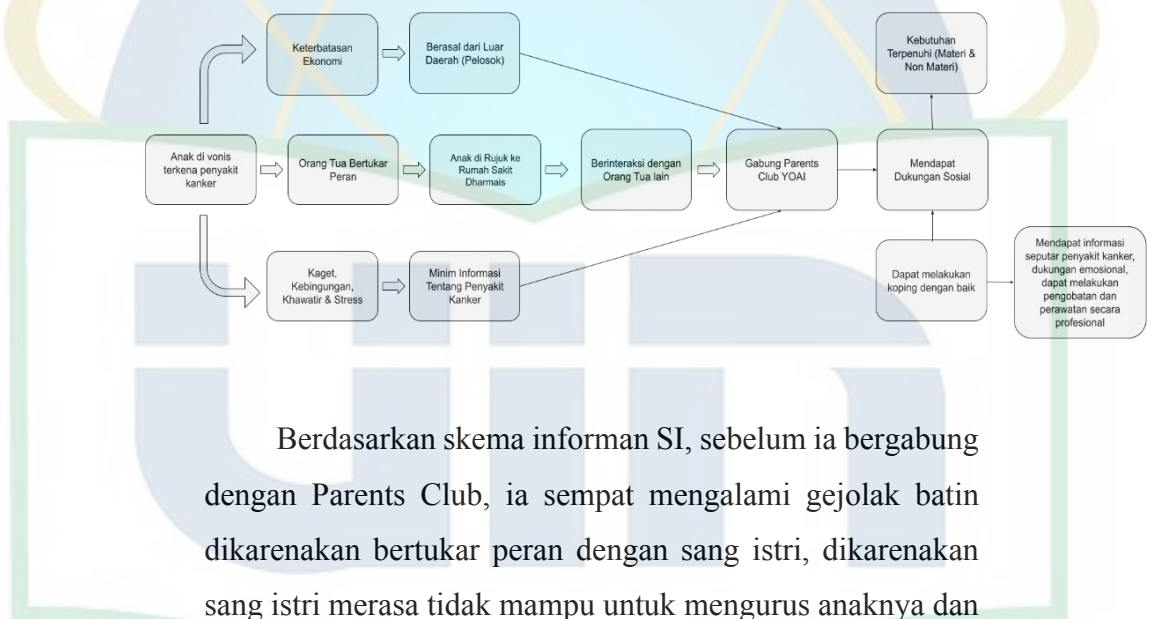 Keterbatasan
Ekonomi
Berasal dari Luar
Daerah (Pelosok)
Kebutuhan
Terpenuhi (Materi &
Non Materi)
Anak di vonis
terkena penyakit
kanker
Orang Tua Bertukar
Peran
Anak di Rujuk ke
Rumah Sakit
Dharmais
Berinteraksi dengan
Orang Tua lain
Gabung Parents
Club YOAI
Mendapat
Dukungan Sosial
Kaget,
Kebingungan,
Khawatir & Stress
Minim Informasi
Tentang Penyakit
Kanker
Dapat melakukan
koping dengan baik
Mendapat informasi
seputar penyakit kanker,
dukungan emosional,
dapat melakukan
pengobatan dan
perawatan secara
profesional
Berdasarkan skema informan SI, sebelum ia bergabung
dengan Parents Club, ia sempat mengalami gejolak batin
dikarenakan bertukar peran dengan sang istri, dikarenakan
sang istri merasa tidak mampu untuk mengurus anaknya dan
uin